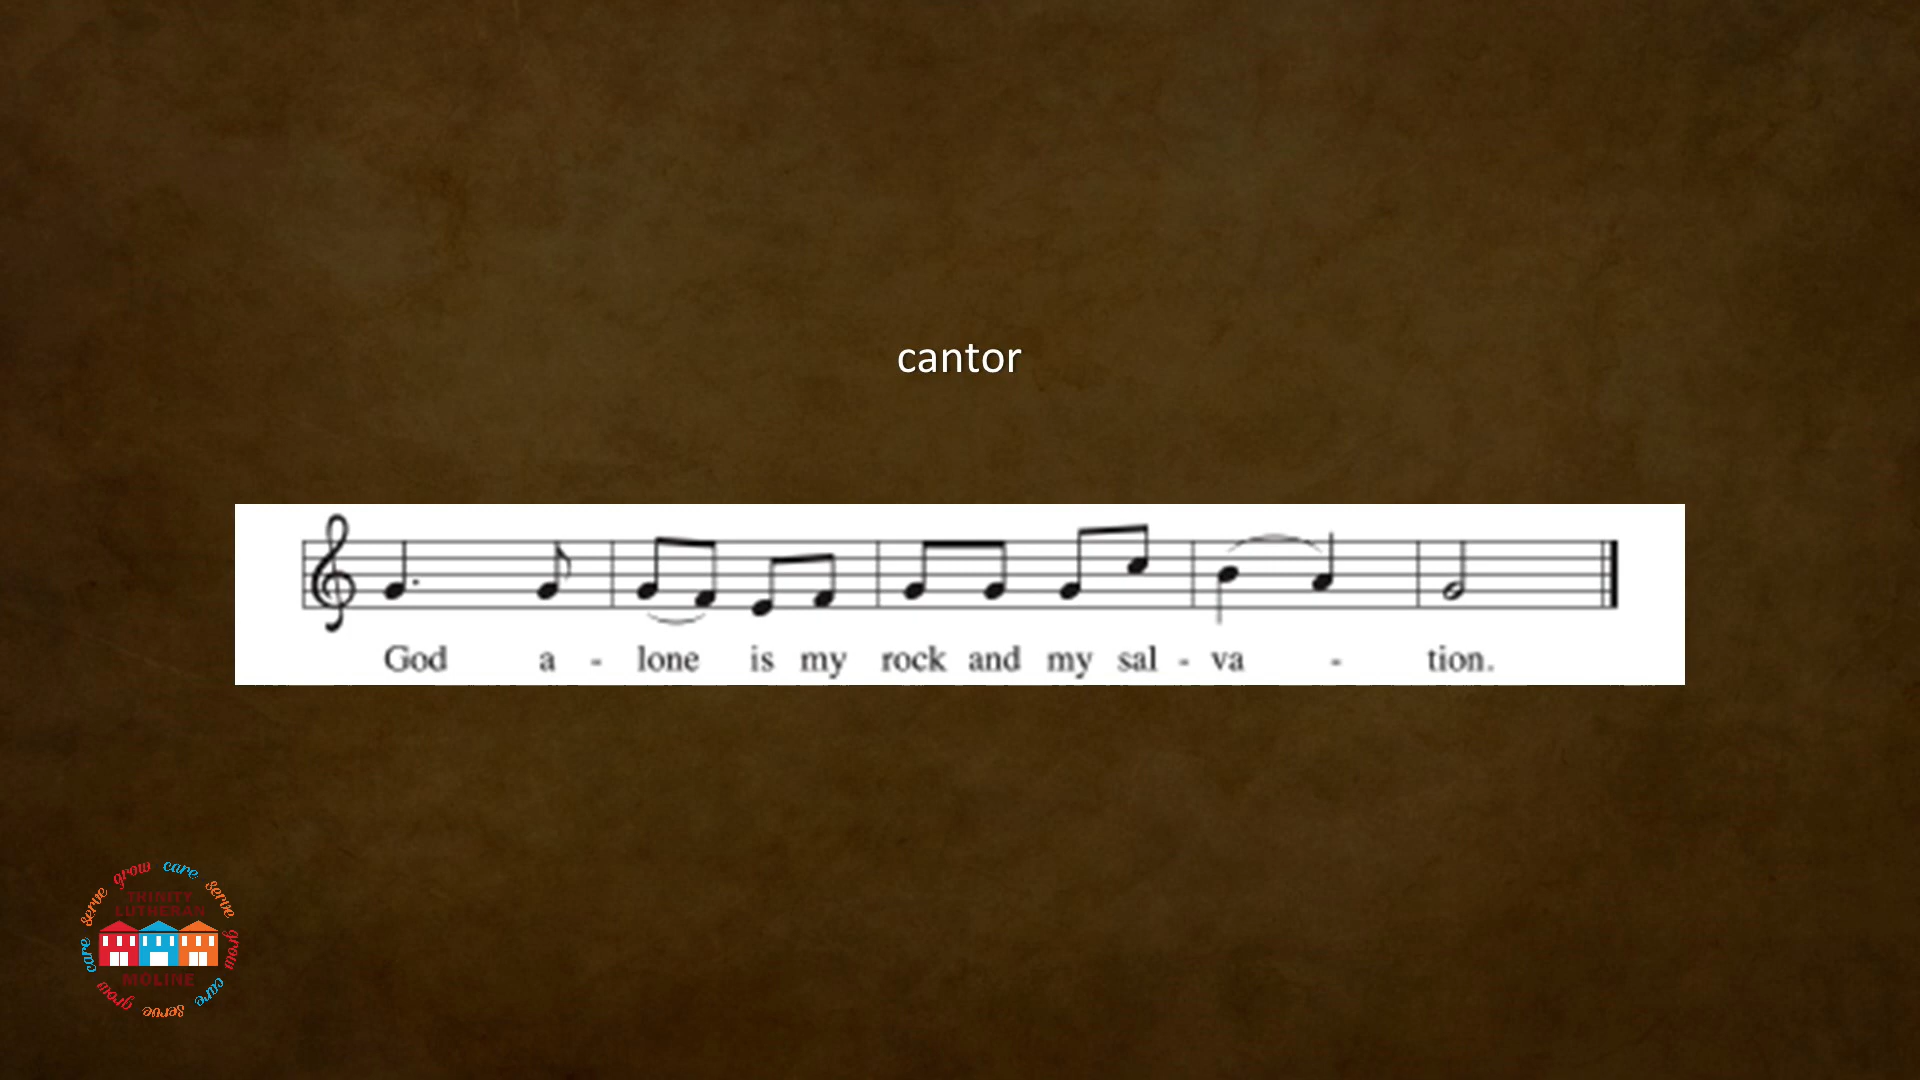 cantor
God a - lone is my rock and my sal - va - tion.
grow care serve grow care serve grow care serve
TRINITY
LUTHERAN
MOLINE